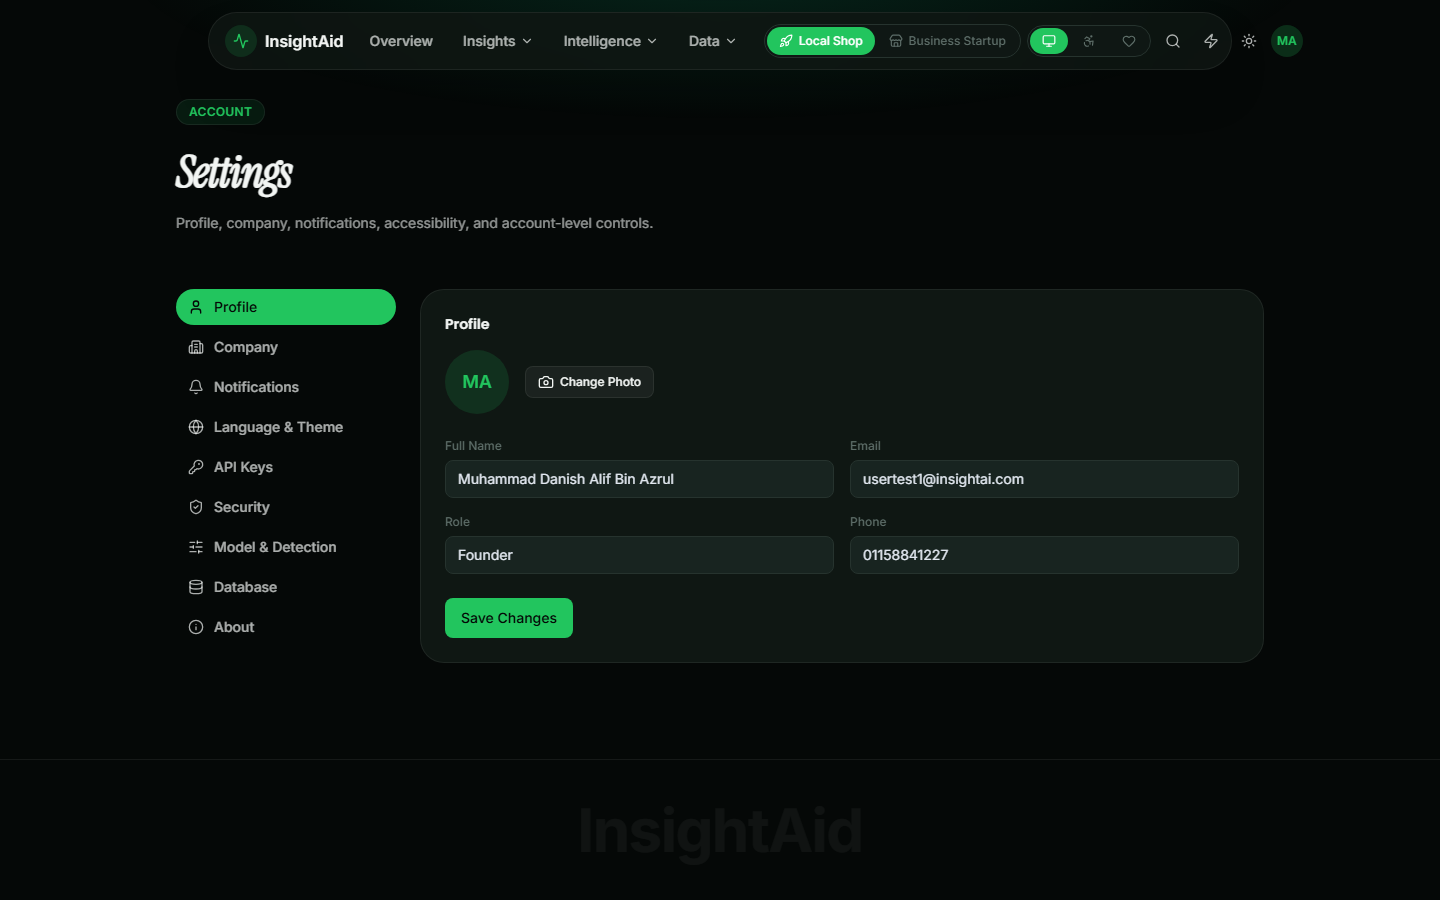 InsightAid Overview Insights Intelligence Data Local Shop Business Startup MA
ACCOUNT
Settings
Profile, company, notifications, accessibility, and account-level controls.
Profile
Company
Notifications
Language & Theme
API Keys
Security
Model & Detection
Database
About
Profile
MA Change Photo
Full Name Email
Muhammad Danish Alif Bin Azrul usertest1@insightai.com
Role Phone
Founder 01158841227
Save Changes
InsightAid